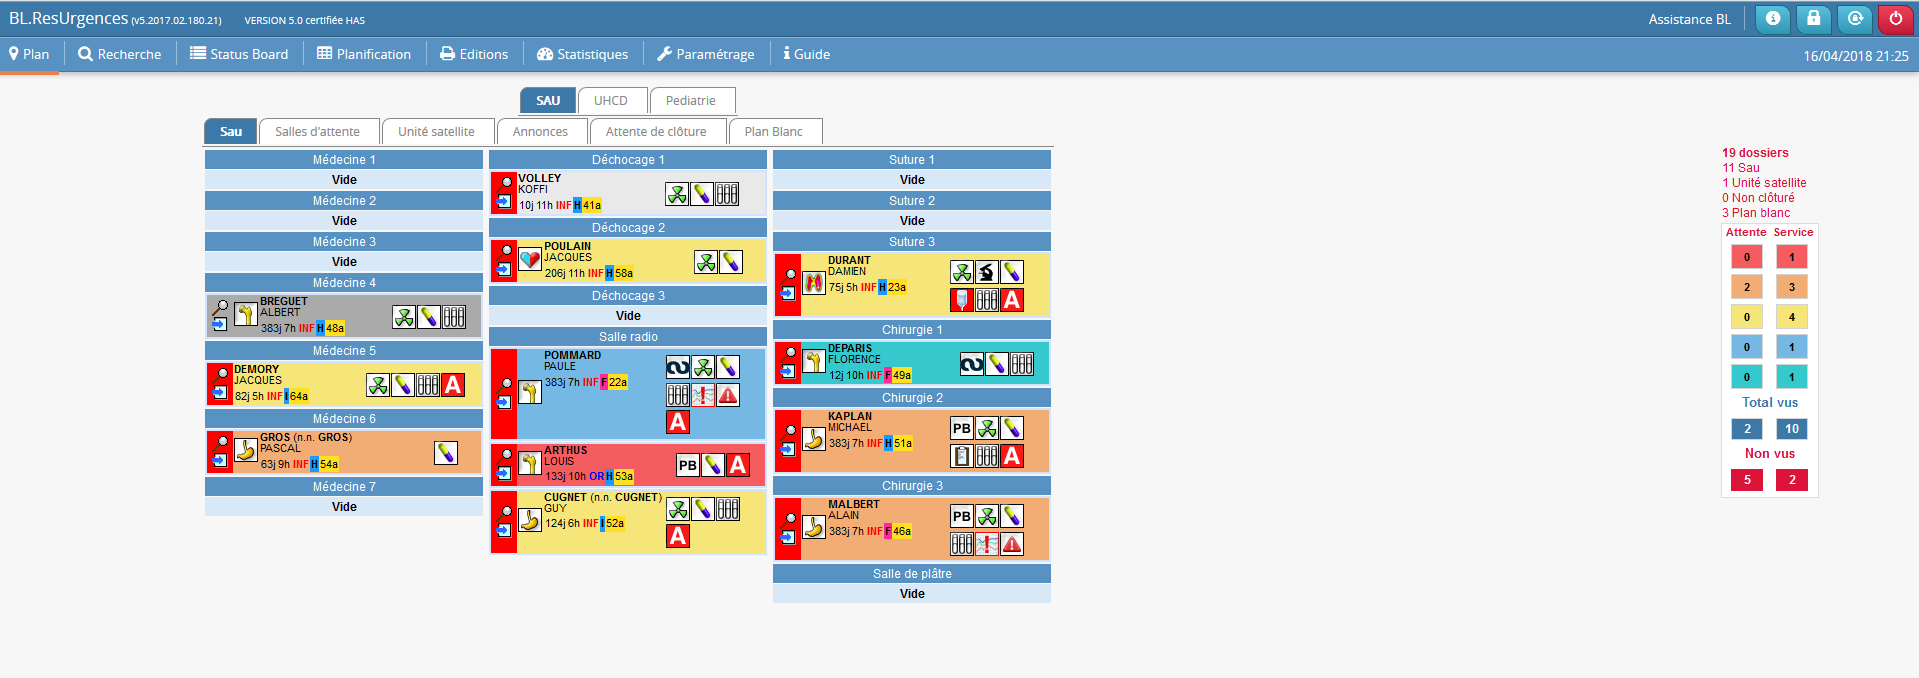 BL.ResUrgences (v5.2017.02.180.21) VERSION 5.0 certifiée HAS Assistance BL
Plan Recherche Status Board Planification Editions Statistiques Paramétrage Guide 16/04/2018 21:25
SAU UHCD Pediatrie
Sau Salles d'attente Unité satellite Annonces Attente de clôture Plan Blanc
Médecine 1
Vide
Médecine 2
Vide
Médecine 3
Vide
Médecine 4
BREGUET
ALBERT
383j 7h INF H 48a
Médecine 5
DEMORY
JACQUES
82j 5h INF I 64a
A
Médecine 6
GROS (n.n. GROS)
PASCAL
63j 9h INF H 54a
Médecine 7
Vide
Déchocage 1
VOLLEY
KOFFI
10j 11h INF H 41a
Déchocage 2
POULAIN
JACQUES
206j 11h INF H 58a
Déchocage 3
Vide
Salle radio
POMMARD
PAULE
383j 7h INF F 22a
A
ARTHUS
LOUIS
133j 10h OR H 53a
PB A
CUGNET (n.n. CUGNET)
GUY
124j 6h INF I 52a
A
Suture 1
Vide
Suture 2
Vide
Suture 3
DURANT
DAMIEN
75j 5h INF H 23a
A
Chirurgie 1
DEPARIS
FLORENCE
12j 10h INF F 49a
Chirurgie 2
KAPLAN
MICHAEL
383j 7h INF H 51a
PB
A
Chirurgie 3
MALBERT
ALAIN
383j 7h INF F 46a
PB
Salle de plâtre
Vide
19 dossiers
11 Sau
1 Unité satellite
0 Non clôturé
3 Plan blanc
Attente Service
0 1
2 3
0 4
0 1
0 1
Total vus
2 10
Non vus
5 2